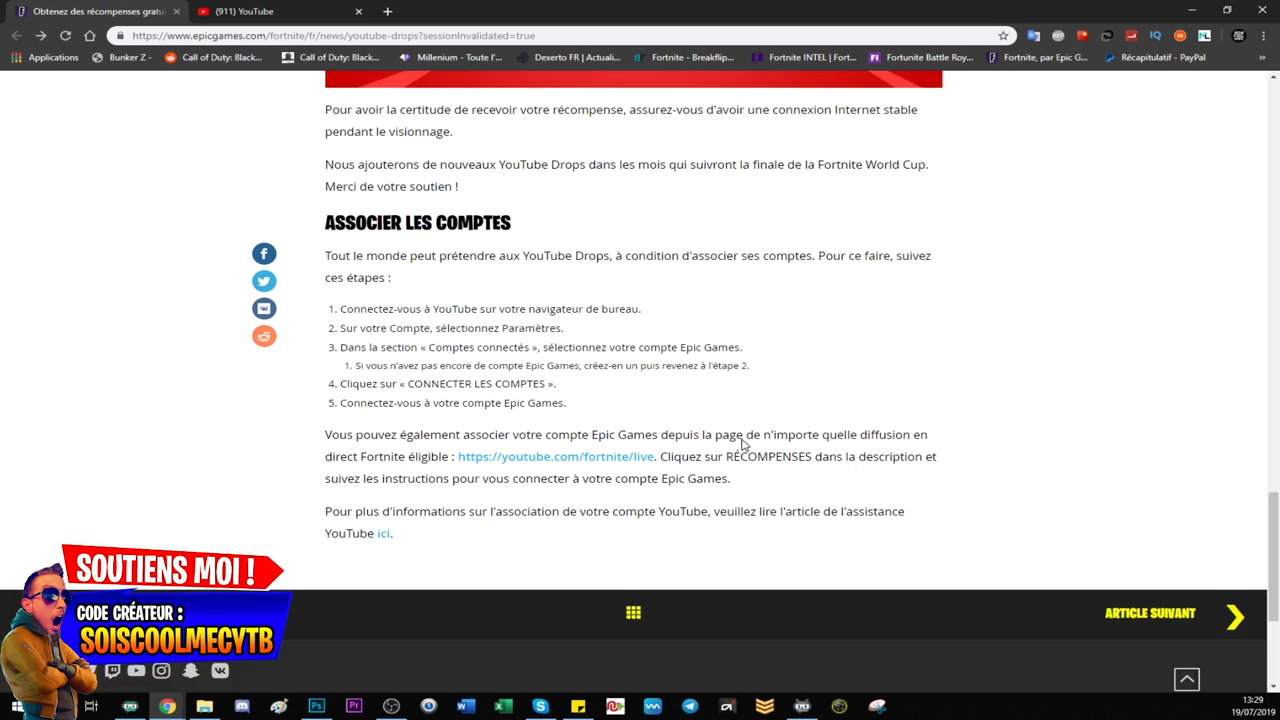 Obtenez des récompenses gratu
(911) YouTube
https://www.epicgames.com/fortnite/fr/news/youtube-drops?sessionInvalidated=true
Applications
Bunker Z -
Call of Duty: Black...
Call of Duty: Black...
Millenium - Toute l'...
Dexerto FR | Actuali...
Fortnite - Breakflip...
Fortnite INTEL | Fort...
Fortunite Battle Roy...
Fortnite, par Epic G...
Récapitulatif - PayPal
Pour avoir la certitude de recevoir votre récompense, assurez-vous d'avoir une connexion Internet stable
pendant le visionnage.
Nous ajouterons de nouveaux YouTube Drops dans les mois qui suivront la finale de la Fortnite World Cup.
Merci de votre soutien !
ASSOCIER LES COMPTES
Tout le monde peut prétendre aux YouTube Drops, à condition d'associer ses comptes. Pour ce faire, suivez
ces étapes :
1. Connectez-vous à YouTube sur votre navigateur de bureau.
2. Sur votre Compte, sélectionnez Paramètres.
3. Dans la section « Comptes connectés », sélectionnez votre compte Epic Games.
1. Si vous n'avez pas encore de compte Epic Games, créez-en un puis revenez à l'étape 2.
4. Cliquez sur « CONNECTER LES COMPTES ».
5. Connectez-vous à votre compte Epic Games.
Vous pouvez également associer votre compte Epic Games depuis la page de n'importe quelle diffusion en
direct Fortnite éligible : https://youtube.com/fortnite/live. Cliquez sur RÉCOMPENSES dans la description et
suivez les instructions pour vous connecter à votre compte Epic Games.
Pour plus d'informations sur l'association de votre compte YouTube, veuillez lire l'article de l'assistance
YouTube ici.
SOUTIENS MOI !
CODE CRÉATEUR :
SOISCOOLMECYTB
ARTICLE SUIVANT
13:29
19/07/2019